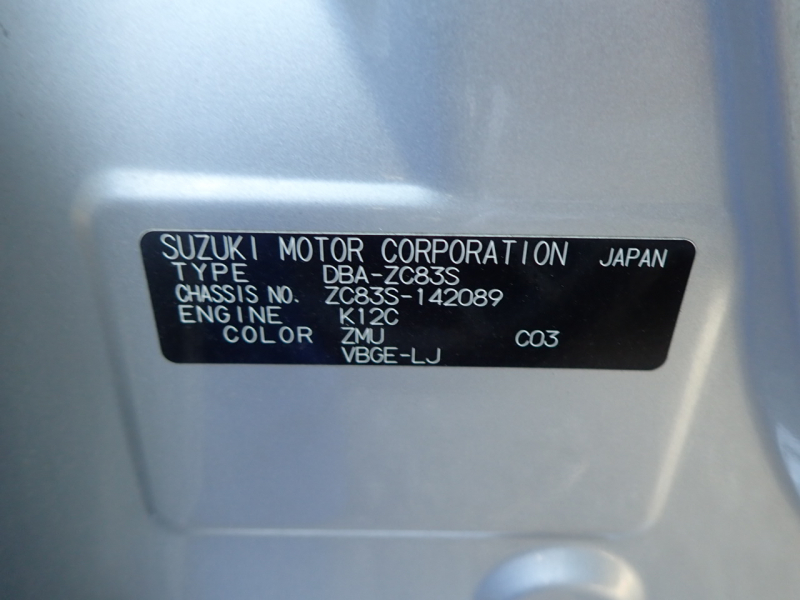 SUZUKI MOTOR CORPORATION JAPAN
TYPE DBA-ZC83S
CHASSIS NO. ZC83S-142089
ENGINE K12C
COLOR ZMU C03
VBGE-LJ